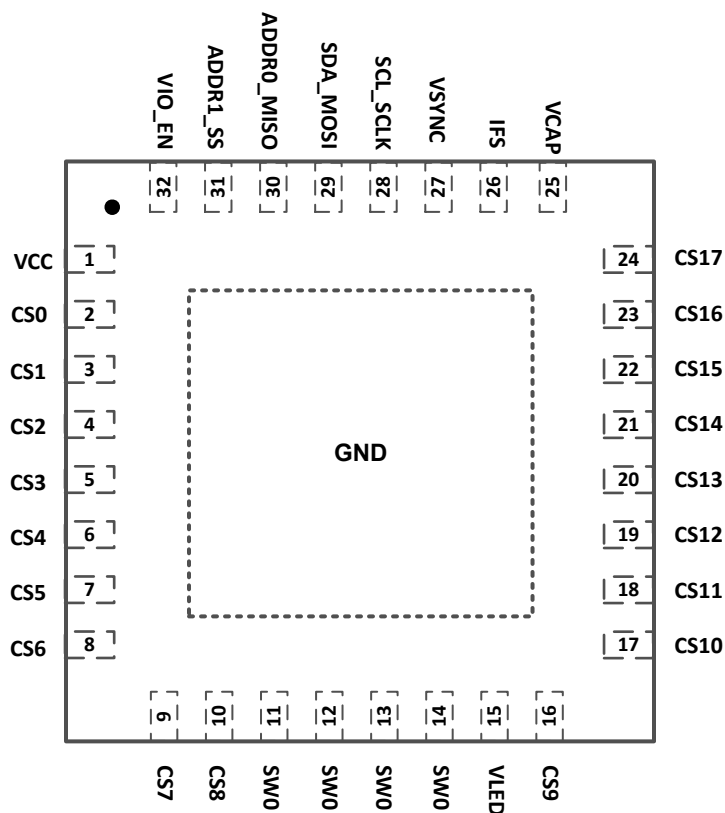 VIO_EN
ADDR1_SS
ADDR0_MISO
SDA_MOSI
SCL_SCLK
VSYNC
IFS
VCAP
32
31
30
29
28
27
26
25
VCC 1
24 CS17
CS0 2
23 CS16
CS1 3
22 CS15
CS2 4
21 CS14
CS3 5
GND
20 CS13
CS4 6
19 CS12
CS5 7
18 CS11
CS6 8
17 CS10
9
10
11
12
13
14
15
16
CS7
CS8
SW0
SW0
SW0
SW0
VLED
CS9